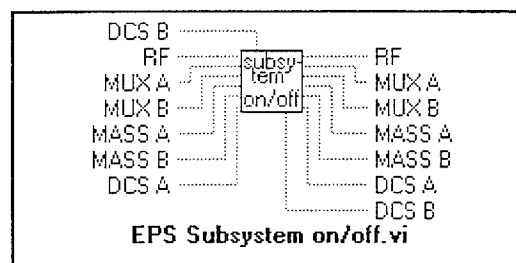 DCS B
RF
MUX A
MUX B
MASS A
MASS B
DCS A
subsy-
tem
on/off
RF
MUX A
MUX B
MASS A
MASS B
DCS A
DCS B
EPS Subsystem on/off.vi